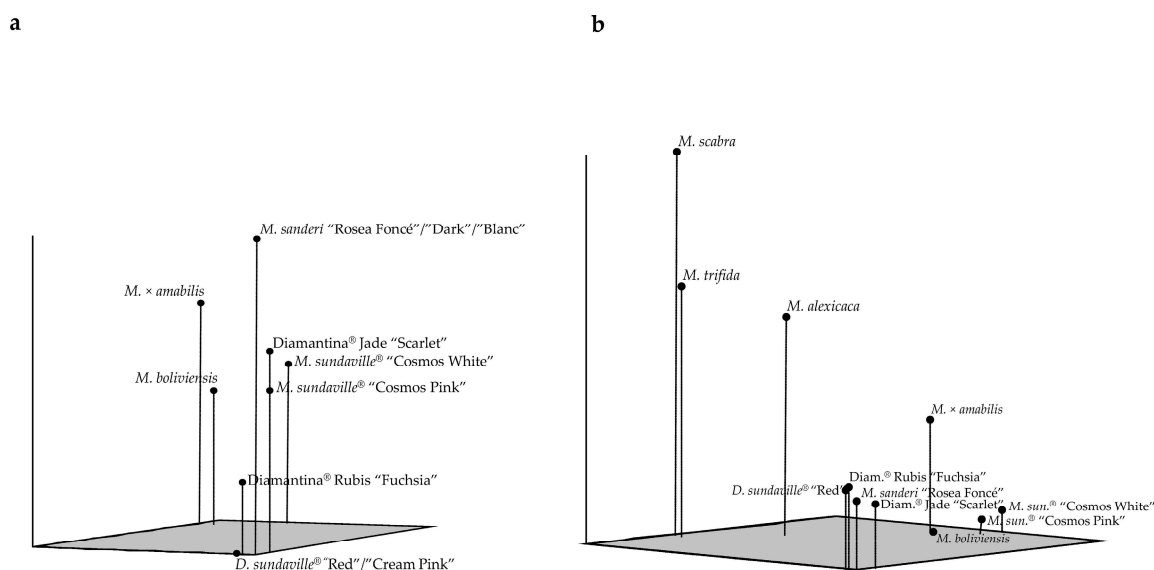 a
M. sanderi “Rosea Foncé”/”Dark”/”Blanc”
M. × amabilis
Diamantina® Jade “Scarlet”
M. sundaville® “Cosmos White”
M. boliviensis
M. sundaville® “Cosmos Pink”
Diamantina® Rubis “Fuchsia”
D. sundaville® “Red”/”Cream Pink”
b
M. scabra
M. trifida
M. alexicaca
M. × amabilis
Diam.® Rubis “Fuchsia”
D. sundaville® “Red”
M. sanderi “Rosea Foncé”
Diam.® Jade “Scarlet”
M. sun.® “Cosmos White”
M. sun.® “Cosmos Pink”
M. boliviensis